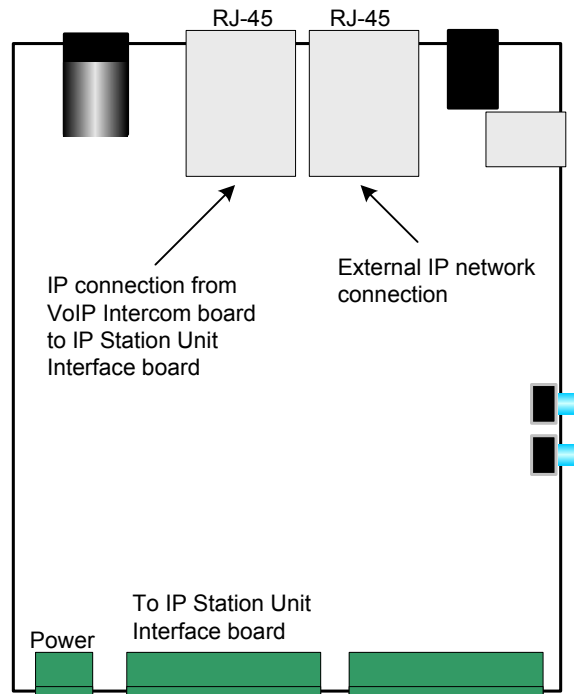 RJ-45
RJ-45
IP connection from
VoIP Intercom board
to IP Station Unit
Interface board
External IP network
connection
To IP Station Unit
Interface board
Power